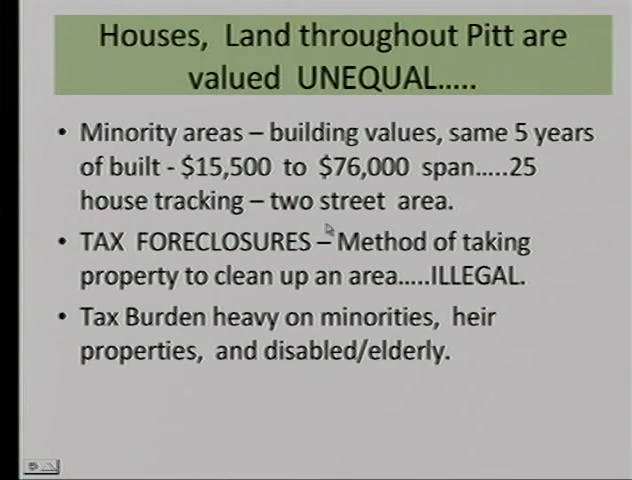 Houses, Land throughout Pitt are
valued UNEQUAL.....
• Minority areas – building values, same 5 years
of built - $15,500 to $76,000 span.....25
house tracking – two street area.
• TAX FORECLOSURES – Method of taking
property to clean up an area.....ILLEGAL.
• Tax Burden heavy on minorities, heir
properties, and disabled/elderly.